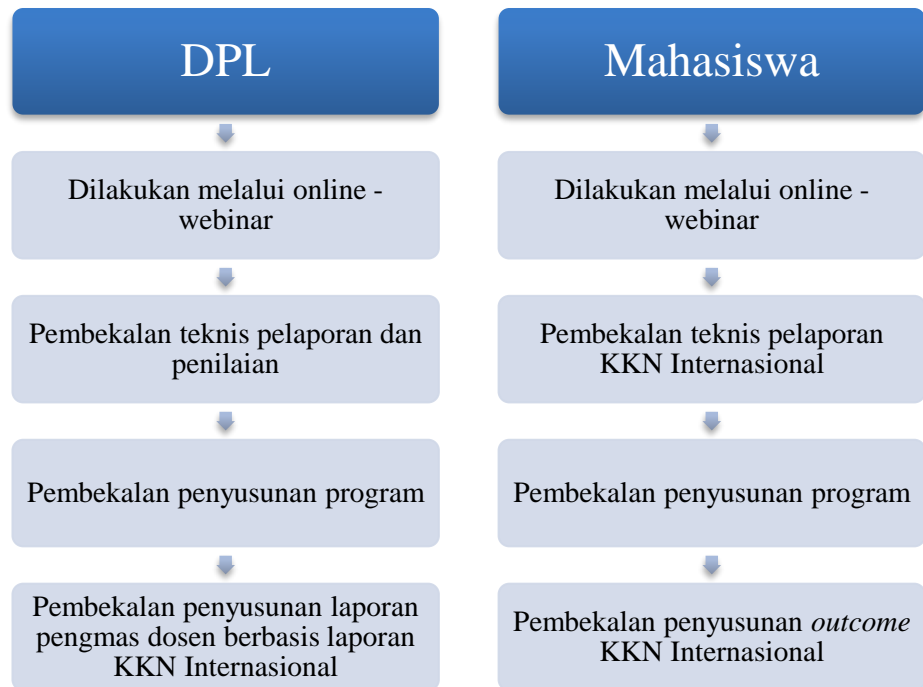 DPL
Dilakukan melalui online -
webinar
Pembekalan teknis pelaporan dan
penilaian
Pembekalan penyusunan program
Pembekalan penyusunan laporan
pengmas dosen berbasis laporan
KKN Internasional
Mahasiswa
Dilakukan melalui online -
webinar
Pembekalan teknis pelaporan
KKN Internasional
Pembekalan penyusunan program
Pembekalan penyusunan outcome
KKN Internasional